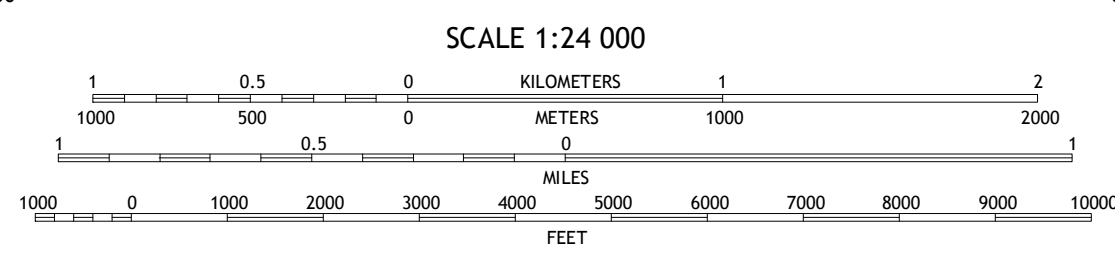 SCALE 1:24 000
1 0.5 0 KILOMETERS 1 2
1000 500 0 METERS 1000 2000
1 0.5 0 1
MILES
1000 0 1000 2000 3000 4000 5000 6000 7000 8000 9000 10000
FEET